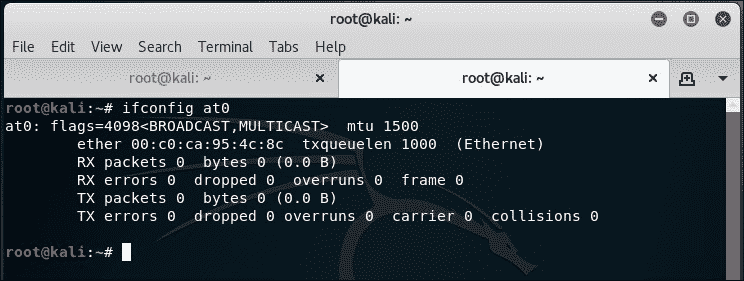 root@kali: ~
File Edit View Search Terminal Tabs Help
root@kali: ~ root@kali: ~
root@kali:~# ifconfig at0
at0: flags=4098<BROADCAST,MULTICAST>  mtu 1500
        ether 00:c0:ca:95:4c:8c  txqueuelen 1000  (Ethernet)
        RX packets 0  bytes 0 (0.0 B)
        RX errors 0  dropped 0  overruns 0  frame 0
        TX packets 0  bytes 0 (0.0 B)
        TX errors 0  dropped 0 overruns 0  carrier 0  collisions 0
root@kali:~#